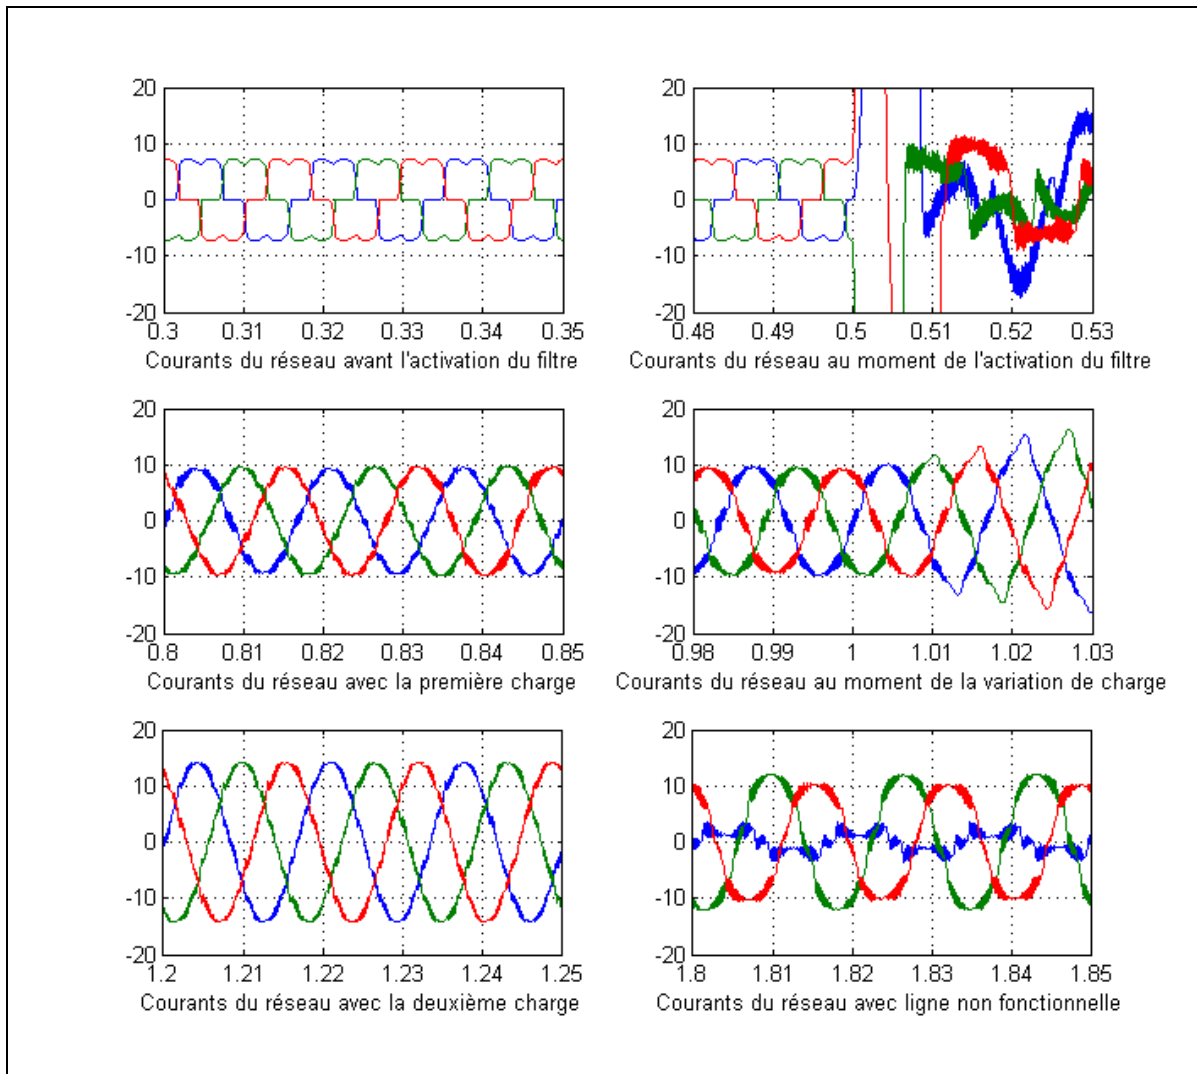 20
10
0
-10
-20
0.3 0.31 0.32 0.33 0.34 0.35
Courants du réseau avant l'activation du filtre
20
10
0
-10
-20
0.48 0.49 0.5 0.51 0.52 0.53
Courants du réseau au moment de l'activation du filtre
20
10
0
-10
-20
0.8 0.81 0.82 0.83 0.84 0.85
Courants du réseau avec la première charge
20
10
0
-10
-20
0.98 0.99 1 1.01 1.02 1.03
Courants du réseau au moment de la variation de charge
20
10
0
-10
-20
1.2 1.21 1.22 1.23 1.24 1.25
Courants du réseau avec la deuxième charge
20
10
0
-10
-20
1.8 1.81 1.82 1.83 1.84 1.85
Courants du réseau avec ligne non fonctionnelle